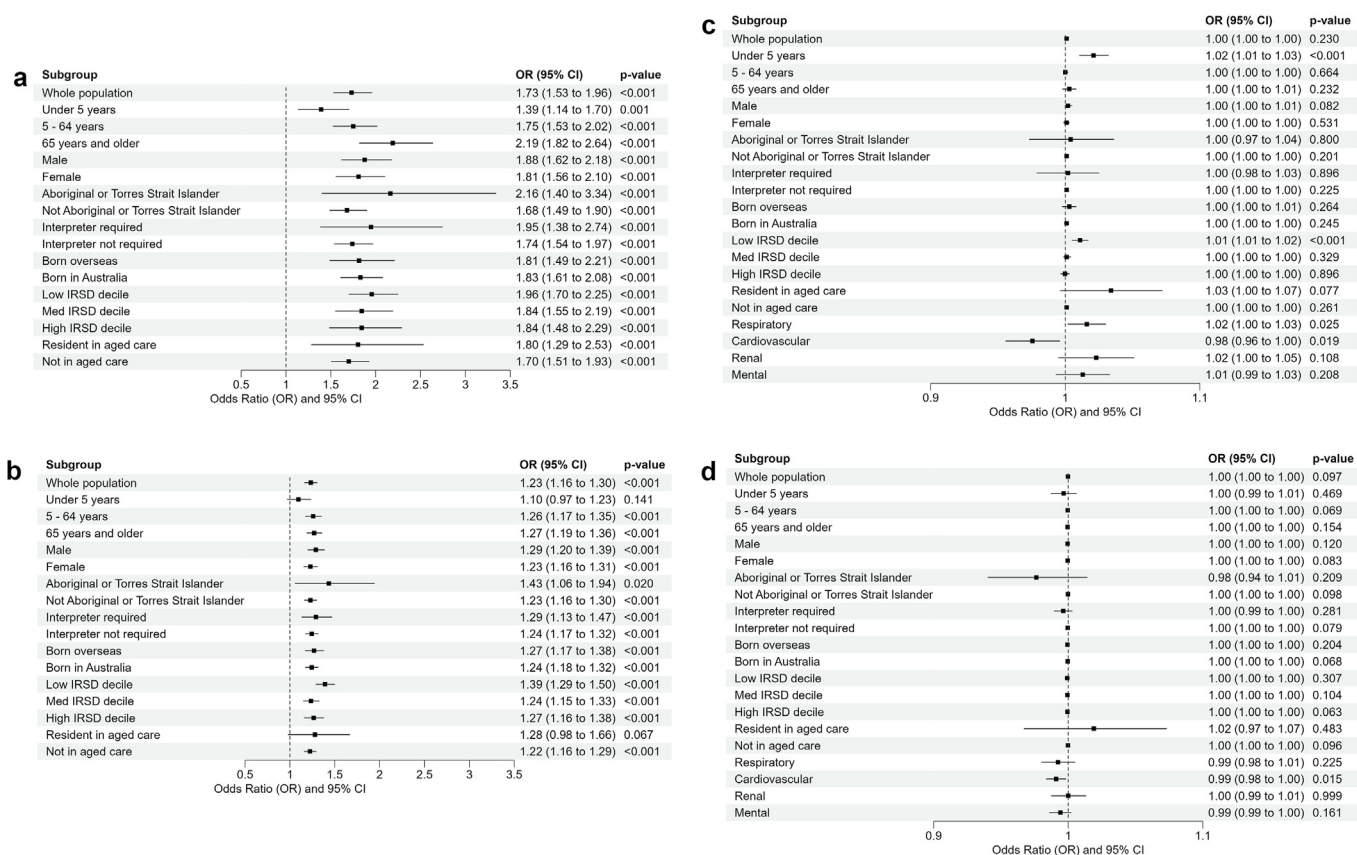 a
Subgroup OR (95% CI) p-value
Whole population 1.73 (1.53 to 1.96) <0.001
Under 5 years 1.39 (1.14 to 1.70) 0.001
5 - 64 years 1.75 (1.53 to 2.02) <0.001
65 years and older 2.19 (1.82 to 2.64) <0.001
Male 1.88 (1.62 to 2.18) <0.001
Female 1.81 (1.56 to 2.10) <0.001
Aboriginal or Torres Strait Islander 2.16 (1.40 to 3.34) <0.001
Not Aboriginal or Torres Strait Islander 1.68 (1.49 to 1.90) <0.001
Interpreter required 1.95 (1.38 to 2.74) <0.001
Interpreter not required 1.74 (1.54 to 1.97) <0.001
Born overseas 1.81 (1.49 to 2.21) <0.001
Born in Australia 1.83 (1.61 to 2.08) <0.001
Low IRSD decile 1.96 (1.70 to 2.25) <0.001
Med IRSD decile 1.84 (1.55 to 2.19) <0.001
High IRSD decile 1.84 (1.48 to 2.29) <0.001
Resident in aged care 1.80 (1.29 to 2.53) <0.001
Not in aged care 1.70 (1.51 to 1.93) <0.001
0.5 1 1.5 2 2.5 3 3.5
Odds Ratio (OR) and 95% CI
b
Subgroup OR (95% CI) p-value
Whole population 1.23 (1.16 to 1.30) <0.001
Under 5 years 1.10 (0.97 to 1.23) 0.141
5 - 64 years 1.26 (1.17 to 1.35) <0.001
65 years and older 1.27 (1.19 to 1.36) <0.001
Male 1.29 (1.20 to 1.39) <0.001
Female 1.23 (1.16 to 1.31) <0.001
Aboriginal or Torres Strait Islander 1.43 (1.06 to 1.94) 0.020
Not Aboriginal or Torres Strait Islander 1.23 (1.16 to 1.30) <0.001
Interpreter required 1.29 (1.13 to 1.47) <0.001
Interpreter not required 1.24 (1.17 to 1.32) <0.001
Born overseas 1.27 (1.17 to 1.38) <0.001
Born in Australia 1.24 (1.18 to 1.32) <0.001
Low IRSD decile 1.39 (1.29 to 1.50) <0.001
Med IRSD decile 1.24 (1.15 to 1.33) <0.001
High IRSD decile 1.27 (1.16 to 1.38) <0.001
Resident in aged care 1.28 (0.98 to 1.66) 0.067
Not in aged care 1.22 (1.16 to 1.29) <0.001
0.5 1 1.5 2 2.5 3 3.5
Odds Ratio (OR) and 95% CI
c
Subgroup OR (95% CI) p-value
Whole population 1.00 (1.00 to 1.00) 0.230
Under 5 years 1.02 (1.01 to 1.03) <0.001
5 - 64 years 1.00 (1.00 to 1.00) 0.664
65 years and older 1.00 (1.00 to 1.01) 0.232
Male 1.00 (1.00 to 1.01) 0.082
Female 1.00 (1.00 to 1.00) 0.531
Aboriginal or Torres Strait Islander 1.00 (0.97 to 1.04) 0.800
Not Aboriginal or Torres Strait Islander 1.00 (1.00 to 1.00) 0.201
Interpreter required 1.00 (0.98 to 1.03) 0.896
Interpreter not required 1.00 (1.00 to 1.00) 0.225
Born overseas 1.00 (1.00 to 1.01) 0.264
Born in Australia 1.00 (1.00 to 1.00) 0.245
Low IRSD decile 1.01 (1.01 to 1.02) <0.001
Med IRSD decile 1.00 (1.00 to 1.00) 0.329
High IRSD decile 1.00 (1.00 to 1.00) 0.896
Resident in aged care 1.03 (1.00 to 1.07) 0.077
Not in aged care 1.00 (1.00 to 1.00) 0.261
Respiratory 1.02 (1.00 to 1.03) 0.025
Cardiovascular 0.98 (0.96 to 1.00) 0.019
Renal 1.02 (1.00 to 1.05) 0.108
Mental 1.01 (0.99 to 1.03) 0.208
0.9 1 1.1
Odds Ratio (OR) and 95% CI
d
Subgroup OR (95% CI) p-value
Whole population 1.00 (1.00 to 1.00) 0.097
Under 5 years 1.00 (0.99 to 1.01) 0.469
5 - 64 years 1.00 (1.00 to 1.00) 0.069
65 years and older 1.00 (1.00 to 1.00) 0.154
Male 1.00 (1.00 to 1.00) 0.120
Female 1.00 (1.00 to 1.00) 0.083
Aboriginal or Torres Strait Islander 0.98 (0.94 to 1.01) 0.209
Not Aboriginal or Torres Strait Islander 1.00 (1.00 to 1.00) 0.098
Interpreter required 1.00 (0.99 to 1.00) 0.281
Interpreter not required 1.00 (1.00 to 1.00) 0.079
Born overseas 1.00 (1.00 to 1.00) 0.204
Born in Australia 1.00 (1.00 to 1.00) 0.068
Low IRSD decile 1.00 (1.00 to 1.00) 0.307
Med IRSD decile 1.00 (1.00 to 1.00) 0.104
High IRSD decile 1.00 (1.00 to 1.00) 0.063
Resident in aged care 1.02 (0.97 to 1.07) 0.483
Not in aged care 1.00 (1.00 to 1.00) 0.096
Respiratory 0.99 (0.98 to 1.01) 0.225
Cardiovascular 0.99 (0.98 to 1.00) 0.015
Renal 1.00 (0.99 to 1.01) 0.999
Mental 0.99 (0.99 to 1.00) 0.161
0.9 1 1.1
Odds Ratio (OR) and 95% CI